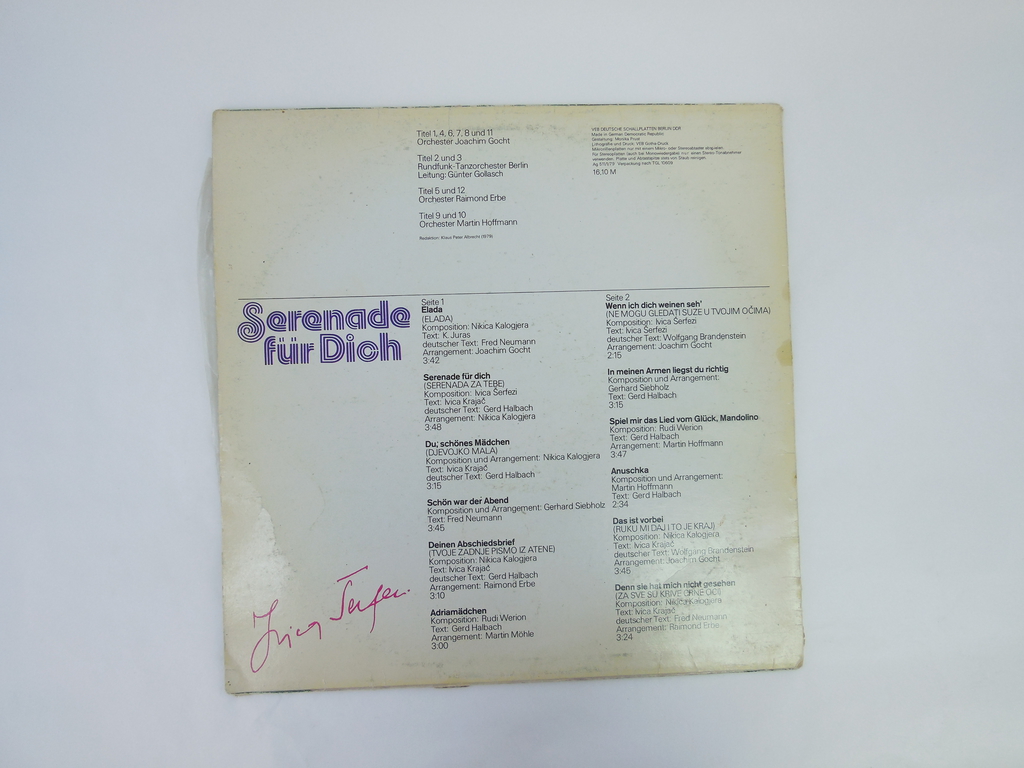 Titel 1, 4, 6, 7, 8 und 11
Orchester Joachim Gocht
Titel 2 und 3
Rundfunk-Tanzorchester Berlin
Leitung: Günter Gollasch
Titel 5 und 12
Orchester Raimond Erbe
Titel 9 und 10
Orchester Martin Hoffmann
Redaktion: Klaus Peter Albrecht (1979)
VEB DEUTSCHE SCHALLPLATTEN BERLIN DDR
Made in German Democratic Republic
Lithografie und Druck: VEB Gotha-Druck
16,10 M
Serenade
für Dich
Seite 1
Elada
(ELADA)
Komposition: Nikica Kalogjera
Text: K. Juras
deutscher Text: Fred Neumann
Arrangement: Joachim Gocht
3:42
Serenade für dich
(SERENADA ZA TEBE)
Komposition: Ivica Šerfezi
Text: Ivica Krajač
deutscher Text: Gerd Halbach
Arrangement: Nikica Kalogjera
3:48
Du, schönes Mädchen
(DJEVOJKO MALA)
Komposition und Arrangement: Nikica Kalogjera
Text: Ivica Krajač
deutscher Text: Gerd Halbach
3:15
Schön war der Abend
Komposition und Arrangement: Gerhard Siebholz
Text: Fred Neumann
3:45
Deinen Abschiedsbrief
(TVOJE ZADNJE PISMO IZ ATENE)
Komposition: Nikica Kalogjera
Text: Ivica Krajač
deutscher Text: Gerd Halbach
Arrangement: Raimond Erbe
3:10
Adriamädchen
Komposition: Rudi Werion
Text: Gerd Halbach
Arrangement: Martin Möhle
3:00
Seite 2
Wenn ich dich weinen seh'
(NE MOGU GLEDATI SUZE U TVOJIM OČIMA)
Komposition: Ivica Šerfezi
Text: Ivica Šerfezi
deutscher Text: Wolfgang Brandenstein
Arrangement: Joachim Gocht
2:15
In meinen Armen liegst du richtig
Komposition und Arrangement:
Gerhard Siebholz
Text: Gerd Halbach
3:15
Spiel mir das Lied vom Glück, Mandolino
Komposition: Rudi Werion
Text: Gerd Halbach
Arrangement: Martin Hoffmann
3:47
Anuschka
Komposition und Arrangement:
Martin Hoffmann
Text: Gerd Halbach
2:34
Das ist vorbei
(RUKU MI DAJ I TO JE KRAJ)
Komposition: Nikica Kalogjera
Text: Ivica Krajač
deutscher Text: Wolfgang Brandenstein
Arrangement: Joachim Gocht
3:45
Denn sie hat mich nicht gesehen
(ZA SVE SU KRIVE CRNE OČI)
Komposition: Nikica Kalogjera
Text: Ivica Krajač
deutscher Text: Fred Neumann
Arrangement: Raimond Erbe
3:24
Ivica Šerfezi